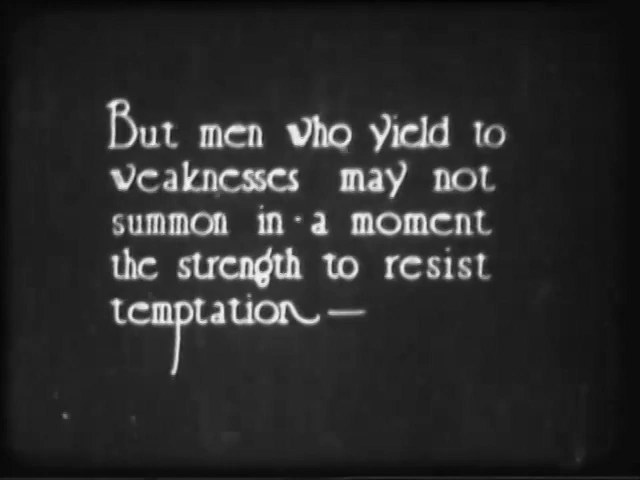 But men who yield to
weaknesses may not
summon in a moment
the strength to resist
temptation —